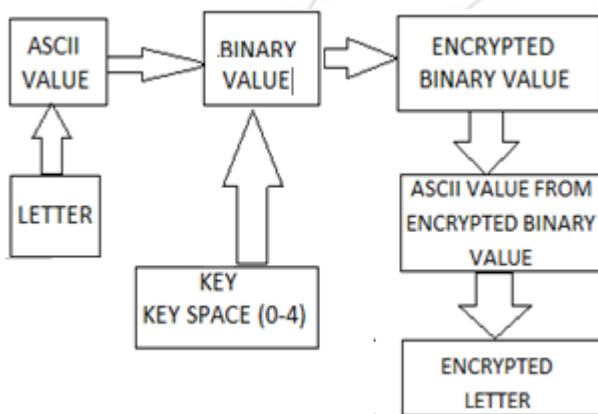 ASCII
VALUE
.BINARY
VALUE
ENCRYPTED
BINARY VALUE
LETTER
KEY
KEY SPACE (0-4)
ASCII VALUE FROM
ENCRYPTED BINARY
VALUE
ENCRYPTED
LETTER